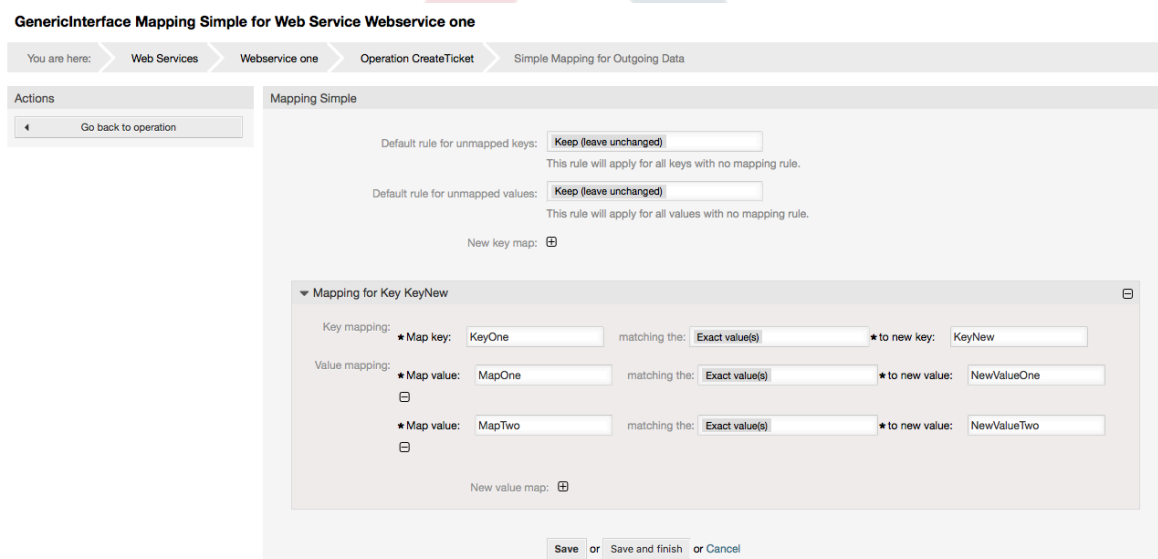 GenericInterface Mapping Simple for Web Service Webservice one
You are here: Web Services Webservice one Operation CreateTicket Simple Mapping for Outgoing Data
Actions
Go back to operation
Mapping Simple
Default rule for unmapped keys: Keep (leave unchanged)
This rule will apply for all keys with no mapping rule.
Default rule for unmapped values: Keep (leave unchanged)
This rule will apply for all values with no mapping rule.
New key map:
Mapping for Key KeyNew
Key mapping: * Map key: KeyOne matching the: Exact value(s) * to new key: KeyNew
Value mapping: * Map value: MapOne matching the: Exact value(s) * to new value: NewValueOne
* Map value: MapTwo matching the: Exact value(s) * to new value: NewValueTwo
New value map:
Save or Save and finish or Cancel